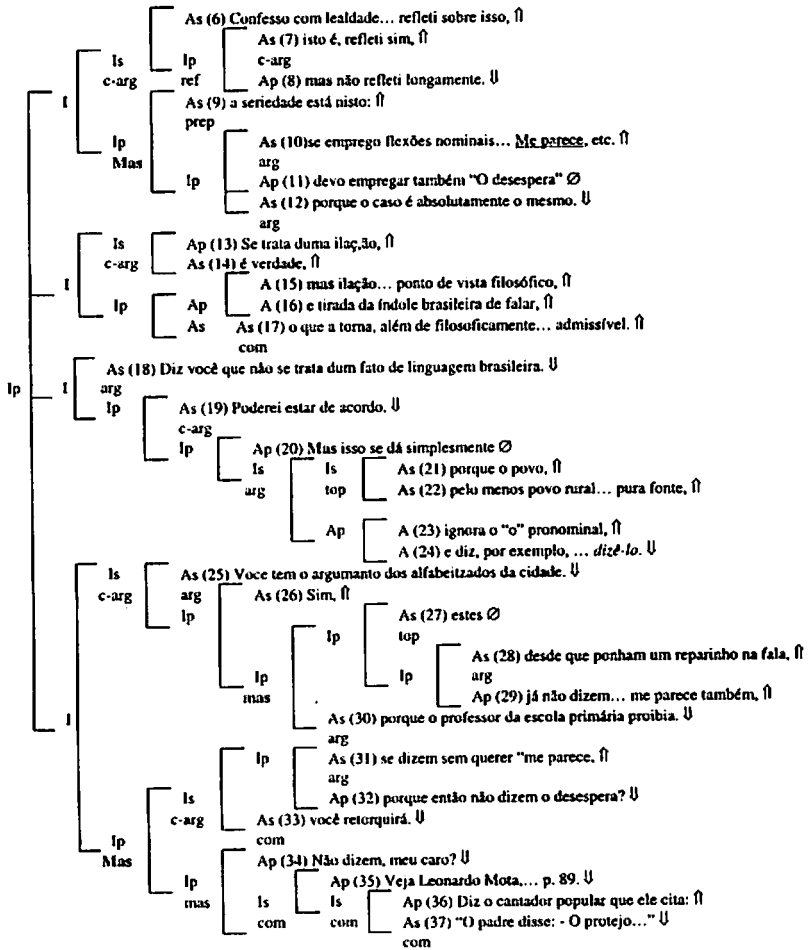 As (6) Confesso com lealdade… refleti sobre isso, ⇑
As (7) isto é, refleti sim, ⇑
Is
Ip
c-arg
c-arg
ref
Ap (8) mas não refleti longamente. ⇓
I
As (9) a seriedade está nisto: ⇑
prep
Ip
As (10)se emprego flexões nominais… Me parece, etc. ⇑
Mas
arg
Ip
Ap (11) devo empregar também “O desespera” Ø
As (12) porque o caso é absolutamente o mesmo. ⇓
arg
Is
Ap (13) Se trata duma ilação, ⇑
c-arg
As (14) é verdade, ⇑
I
A (15) mas ilação… ponto de vista filosófico, ⇑
Ip
Ap
A (16) e tirada da índole brasileira de falar, ⇑
As
As (17) o que a torna, além de filosoficamente… admissível. ⇑
com
As (18) Diz você que não se trata dum fato de linguagem brasileira. ⇓
Ip
I
arg
Ip
As (19) Poderei estar de acordo. ⇓
c-arg
Ip
Ap (20) Mas isso se dá simplesmente Ø
Is
Is
As (21) porque o povo, ⇑
arg
top
As (22) pelo menos povo rural… pura fonte, ⇑
Ap
A (23) ignora o “o” pronominal, ⇑
A (24) e diz, por exemplo, … dizê-lo. ⇓
Is
As (25) Voce tem o argumanto dos alfabeitzados da cidade. ⇓
c-arg
arg
As (26) Sim, ⇑
Ip
As (27) estes Ø
Ip
top
As (28) desde que ponham um reparinho na fala, ⇑
Ip
Ip
arg
mas
Ap (29) já não dizem… me parece também, ⇑
I
As (30) porque o professor da escola primária proibia. ⇓
arg
Ip
As (31) se dizem sem querer “me parece, ⇑
arg
Is
Ap (32) porque então não dizem o desespera? ⇓
c-arg
As (33) você retorquirá. ⇓
Ip
com
Mas
Ap (34) Não dizem, meu caro? ⇓
Ip
Ap (35) Veja Leonardo Mota,… p. 89. ⇓
mas
Is
Is
Ap (36) Diz o cantador popular que ele cita: ⇑
com
com
As (37) “O padre disse: - O protejo…” ⇓
com